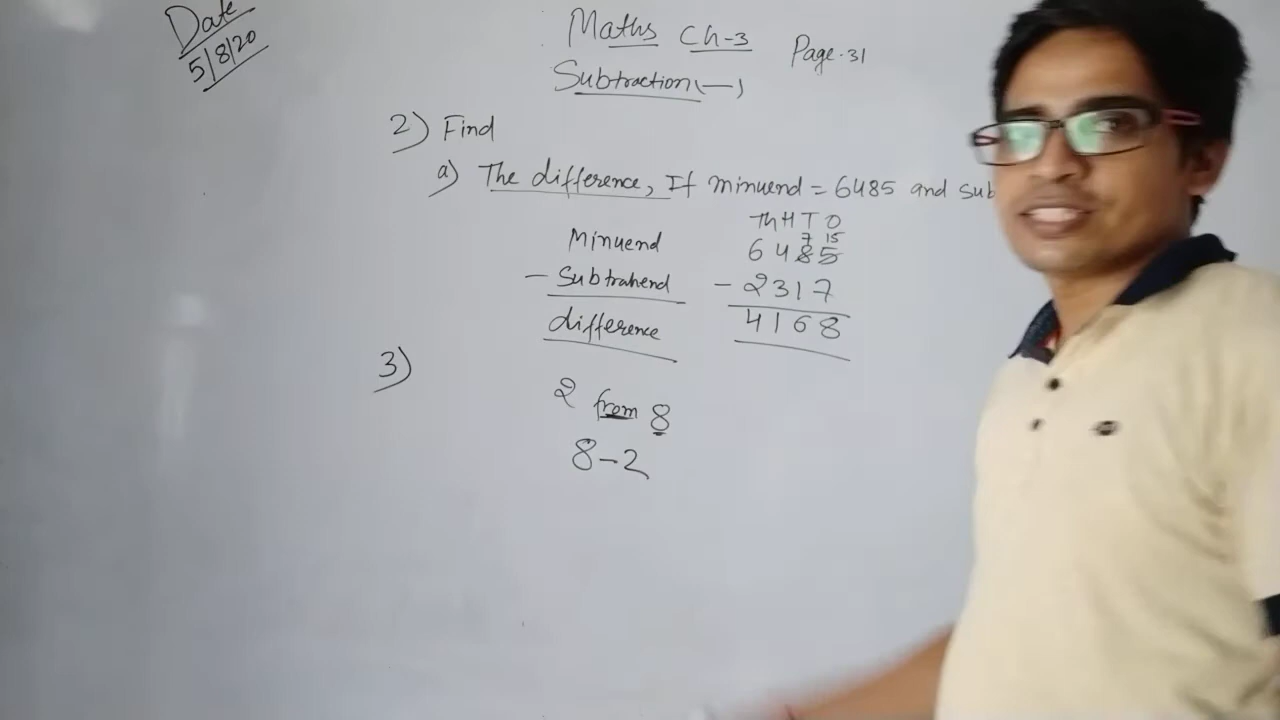 Date
5/8/20
Maths Ch-3 Page-31
Subtraction (—)
2) Find
a) The difference, If minuend = 6485 and sub
Th H T O
7 15
Minuend 6 4 8 5
— Subtrahend - 2 3 1 7
difference 4 1 6 8
3)
2 from 8
8-2